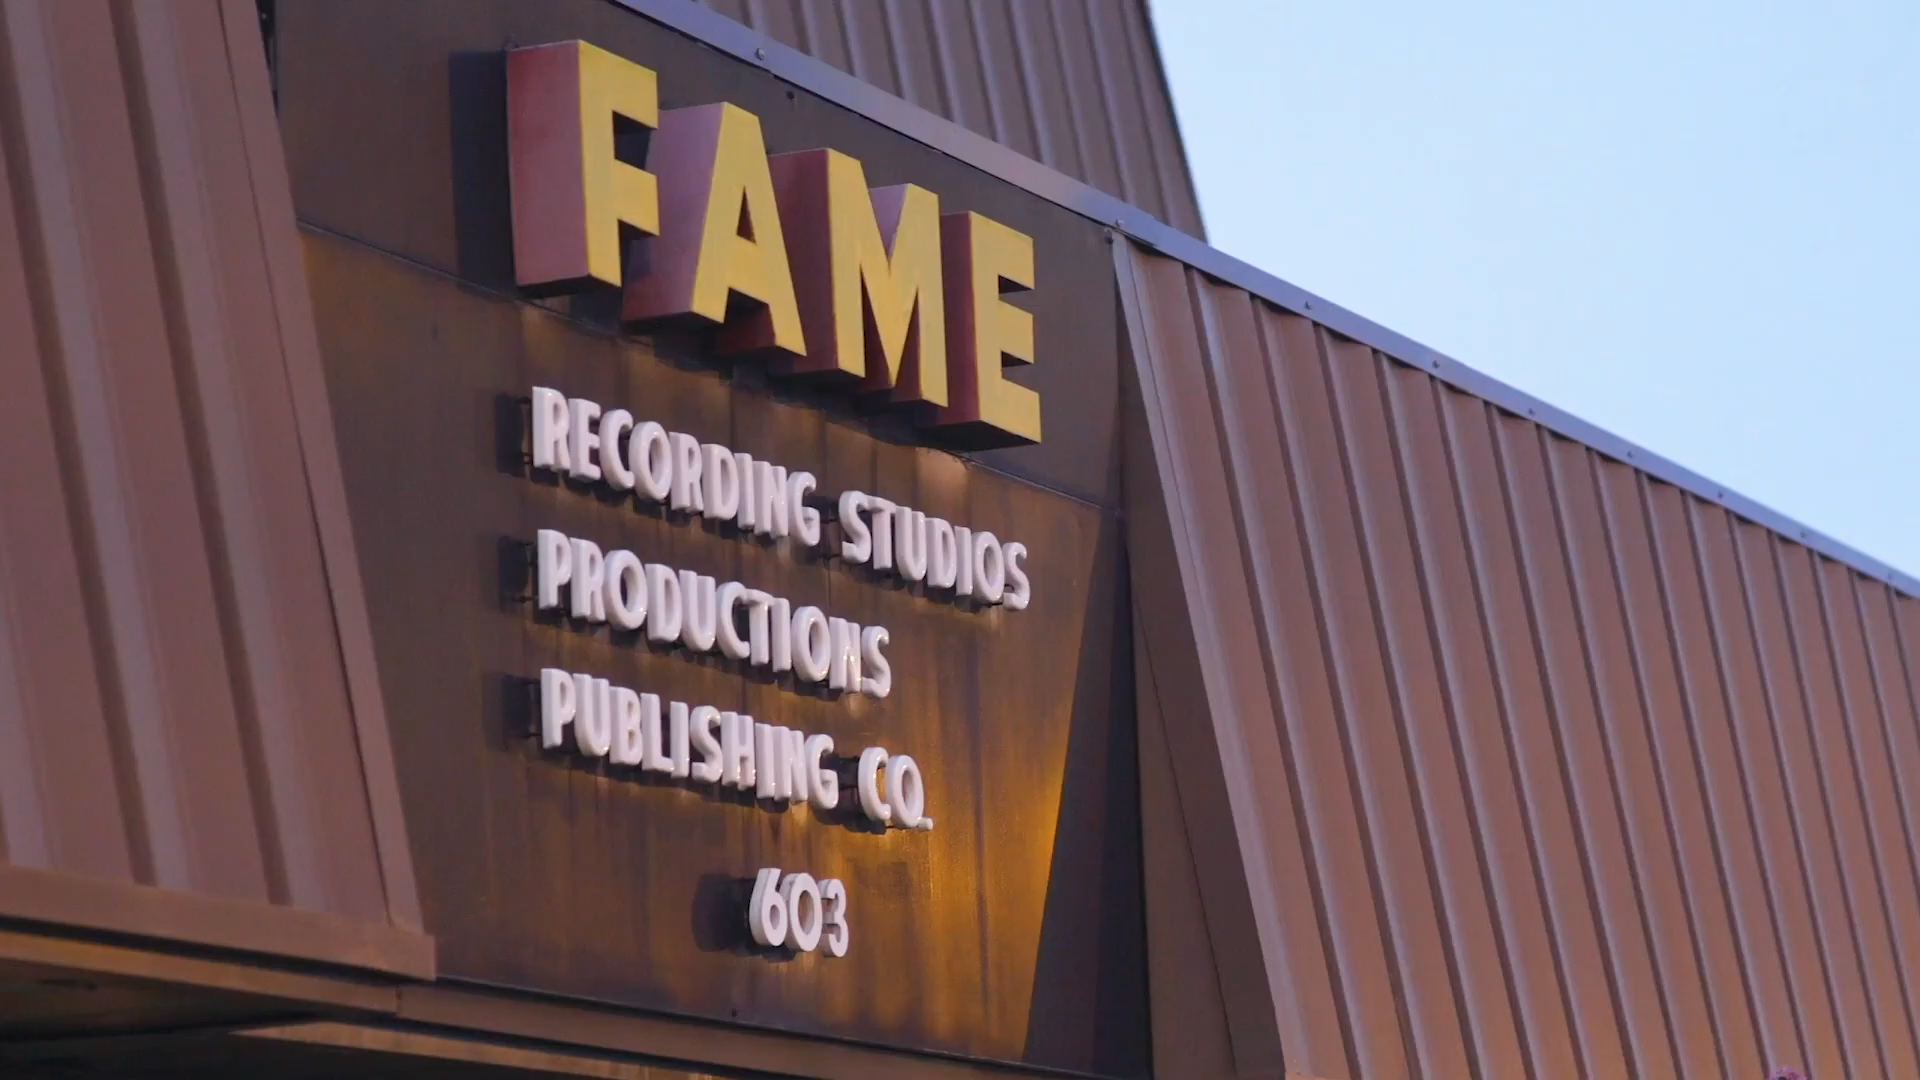 FAME
RECORDING STUDIOS
PRODUCTIONS
PUBLISHING CO.
603